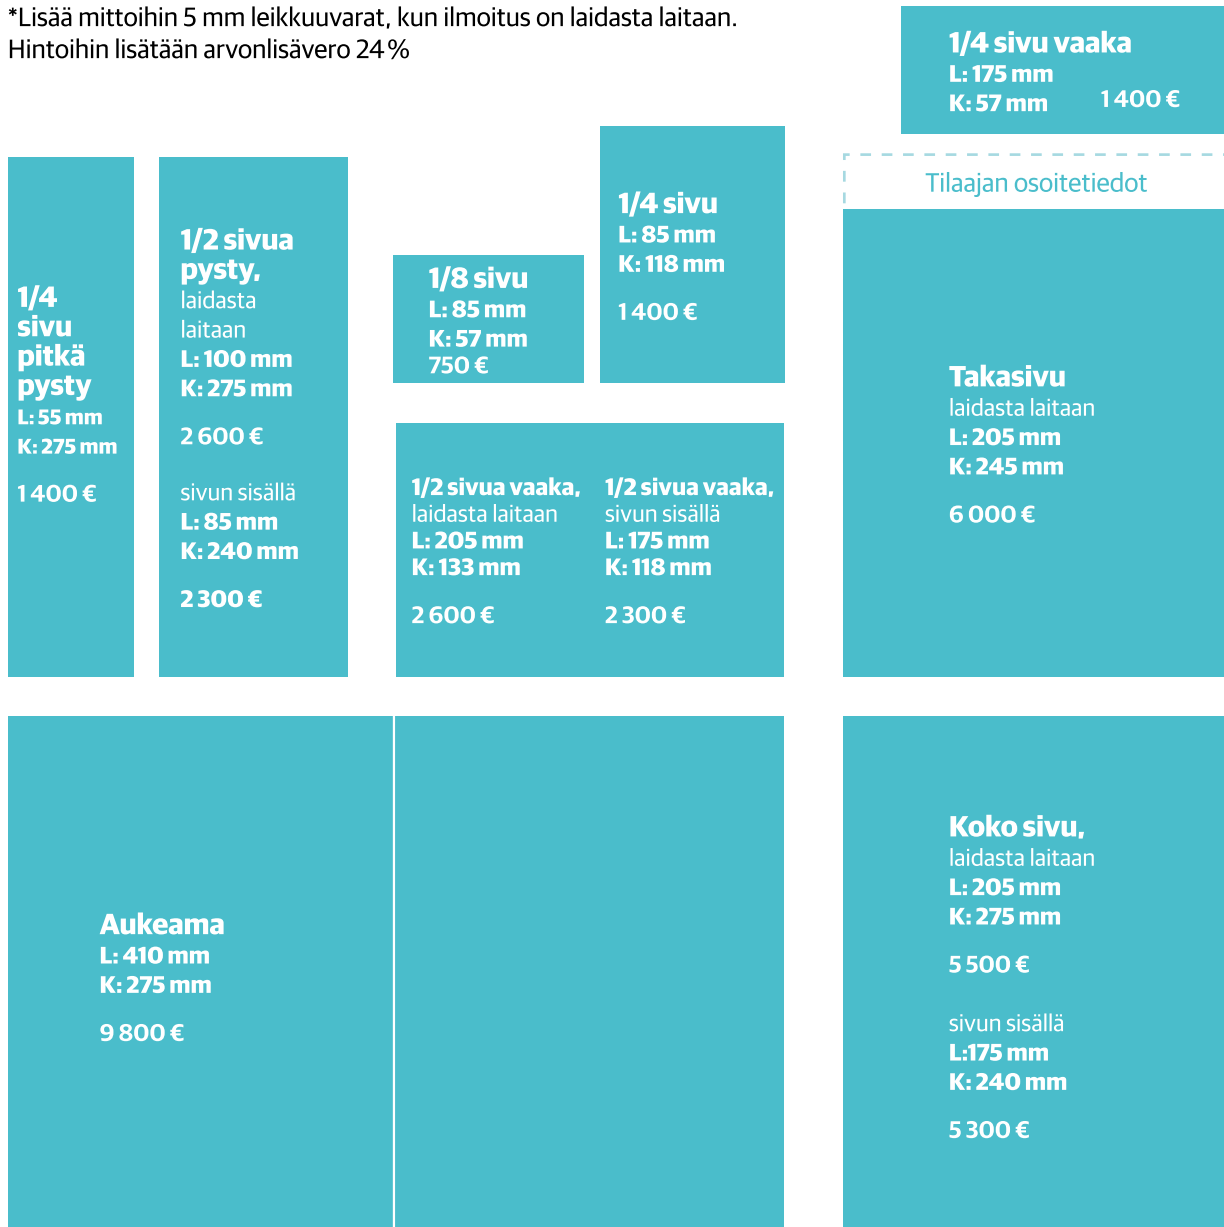 *Lisää mittoihin 5 mm leikkuuvarat, kun ilmoitus on laidasta laitaan.
Hintoihin lisätään arvonlisävero 24 %
1/4 sivu vaaka
L: 175 mm
K: 57 mm
1 400 €
1/4
sivu
pitkä
pysty
L: 55 mm
K: 275 mm
1 400 €
1/2 sivua
pysty,
laidasta
laitaan
L: 100 mm
K: 275 mm
2 600 €
sivun sisällä
L: 85 mm
K: 240 mm
2 300 €
1/8 sivu
L: 85 mm
K: 57 mm
750 €
1/4 sivu
L: 85 mm
K: 118 mm
1 400 €
1/2 sivua vaaka,
laidasta laitaan
L: 205 mm
K: 133 mm
2 600 €
1/2 sivua vaaka,
sivun sisällä
L: 175 mm
K: 118 mm
2 300 €
Tilaajan osoitetiedot
Takasivu
laidasta laitaan
L: 205 mm
K: 245 mm
6 000 €
Aukeama
L: 410 mm
K: 275 mm
9 800 €
Koko sivu,
laidasta laitaan
L: 205 mm
K: 275 mm
5 500 €
sivun sisällä
L:175 mm
K: 240 mm
5 300 €